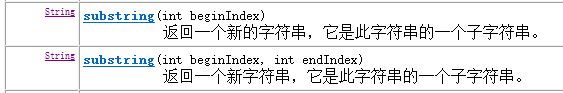 String substring(int beginIndex)
返回一个新的字符串，它是此字符串的一个子字符串。
String substring(int beginIndex, int endIndex)
返回一个新字符串，它是此字符串的一个子字符串。